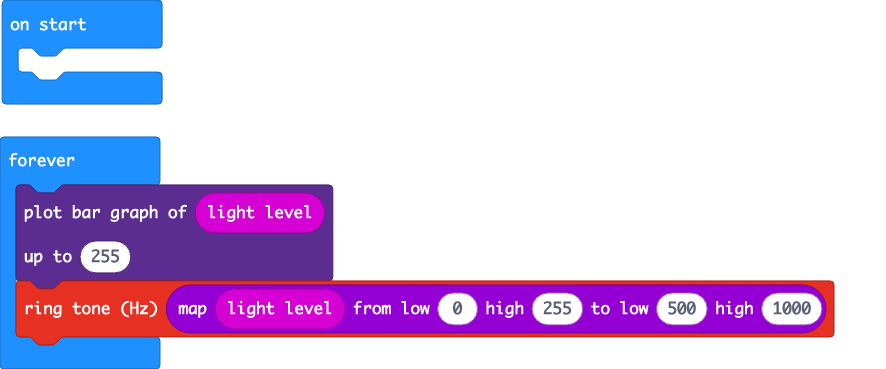 on start
forever
plot bar graph of light level
up to 255
ring tone (Hz) map light level from low 0 high 255 to low 500 high 1000